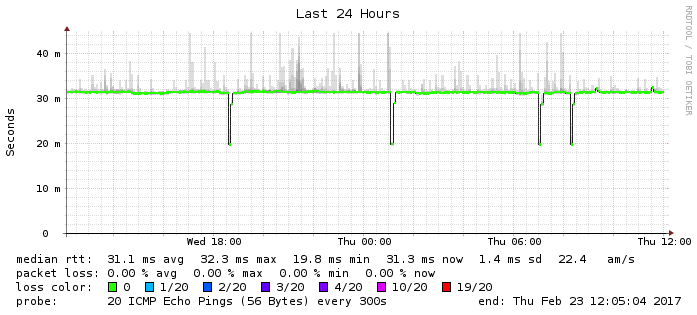 Last 24 Hours
RRDTOOL / TOBI OETIKER
Seconds
40 m
30 m
20 m
10 m
0
Wed 18:00 Thu 00:00 Thu 06:00 Thu 12:00
median rtt: 31.1 ms avg 32.3 ms max 19.8 ms min 31.3 ms now 1.4 ms sd 22.4 am/s
packet loss: 0.00 % avg 0.00 % max 0.00 % min 0.00 % now
loss color: 0 1/20 2/20 3/20 4/20 10/20 19/20
probe: 20 ICMP Echo Pings (56 Bytes) every 300s end: Thu Feb 23 12:05:04 2017